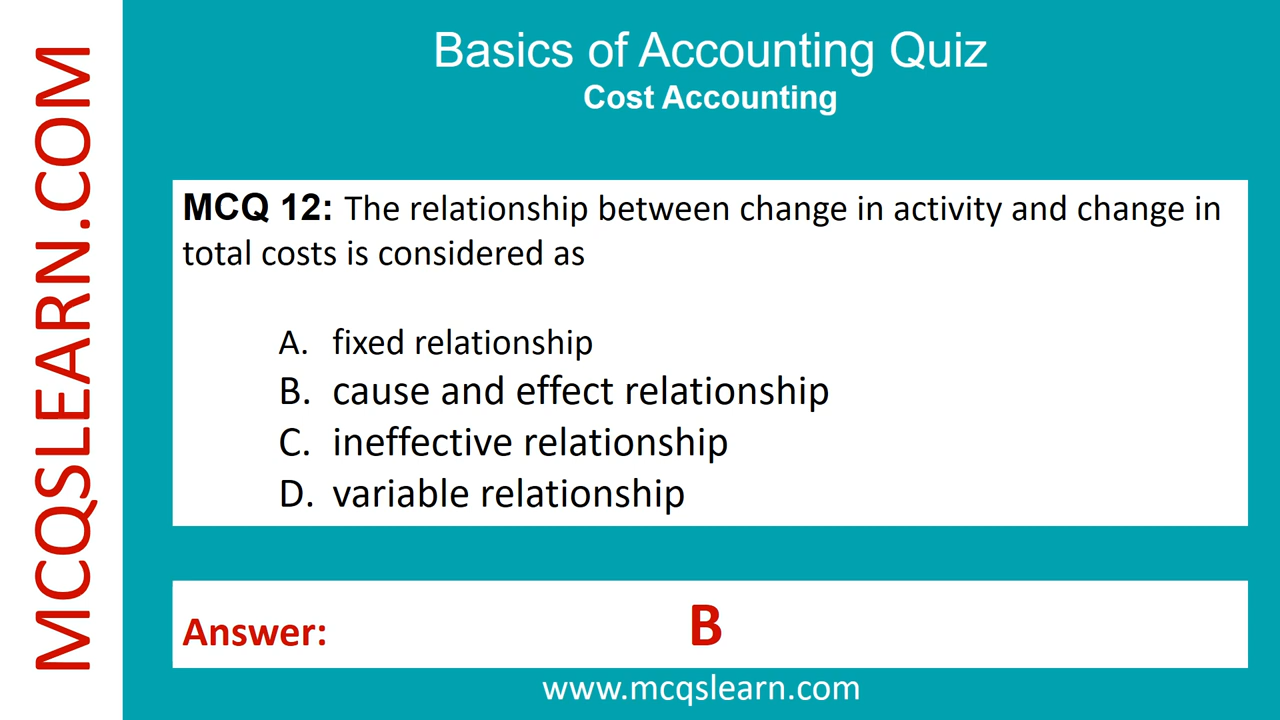 MCQSLEARN.COM
Basics of Accounting Quiz
Cost Accounting
MCQ 12: The relationship between change in activity and change in
total costs is considered as
A. fixed relationship
B. cause and effect relationship
C. ineffective relationship
D. variable relationship
Answer: B
www.mcqslearn.com